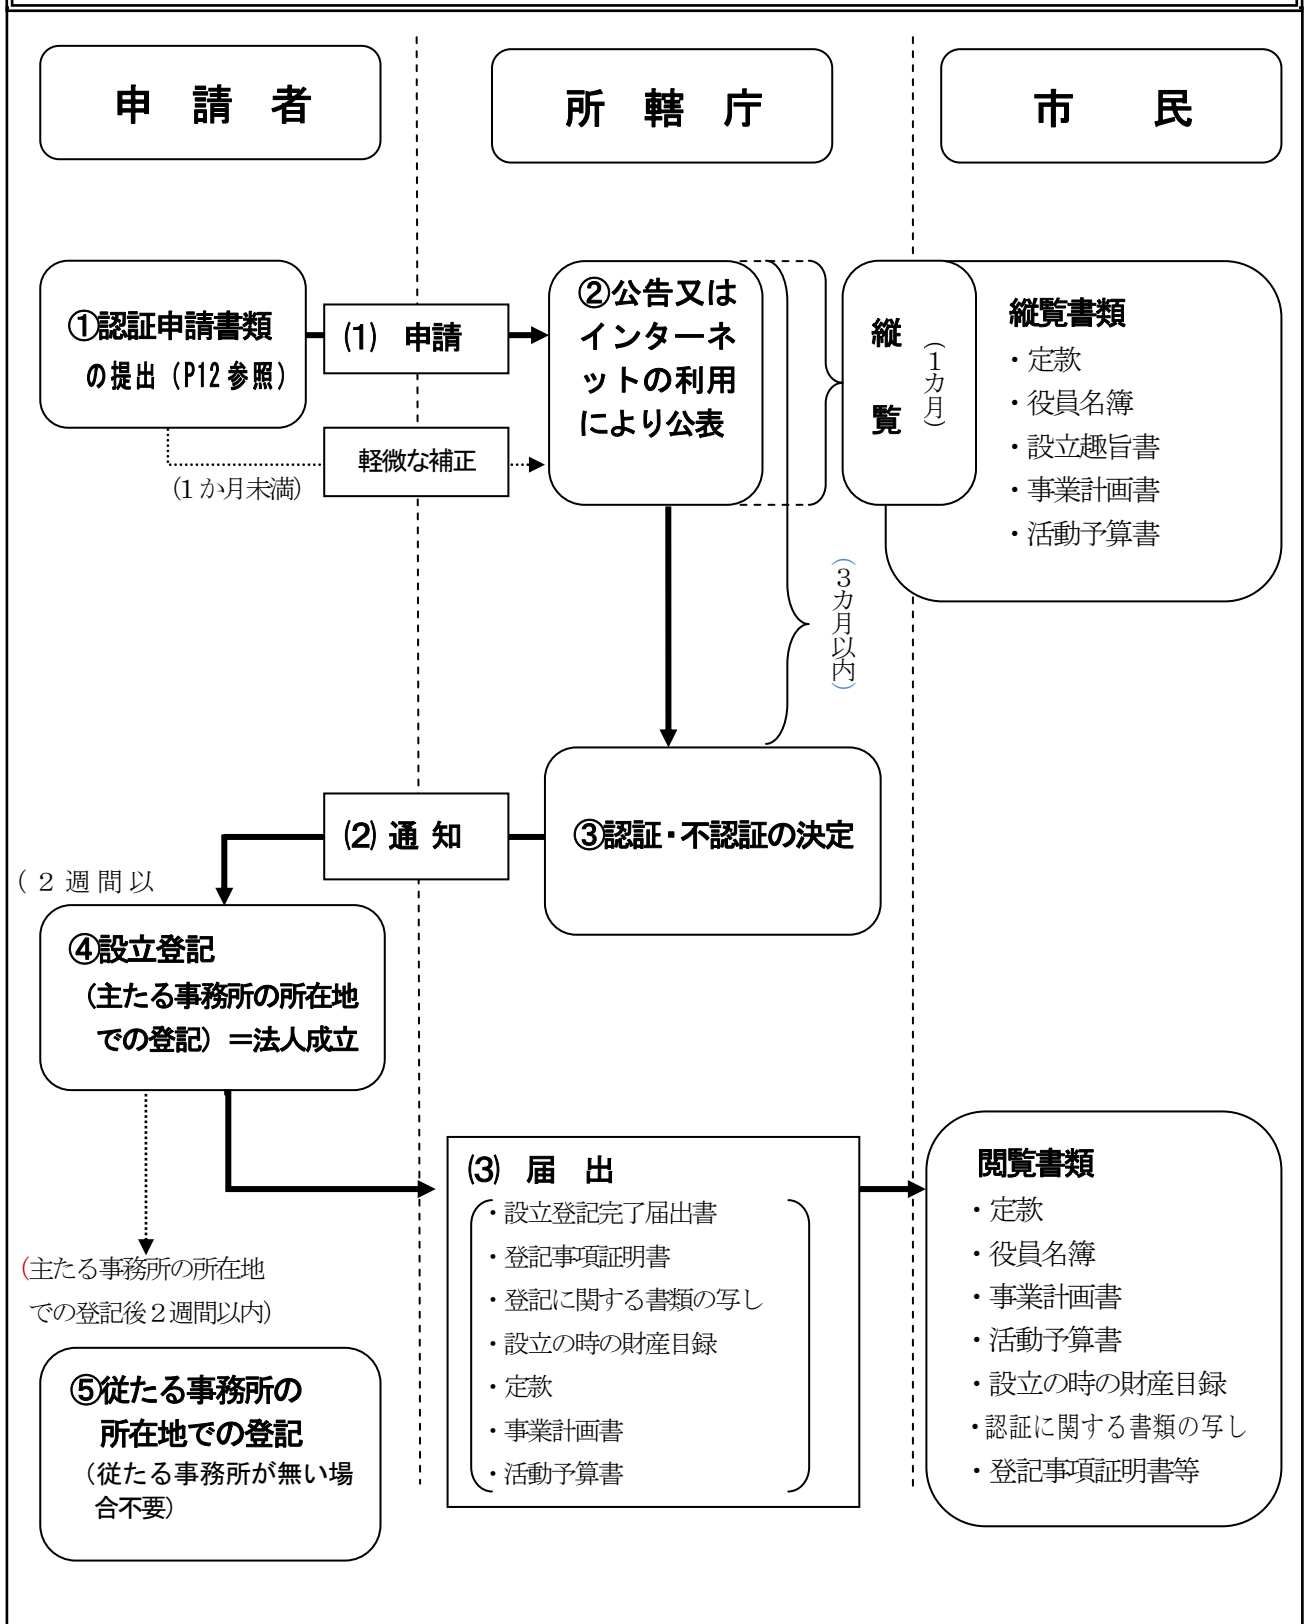 申　請　者
所　轄　庁
市　　民
①認証申請書類
の提出（P12参照）
(1)　申請
②公告又は
インターネ
ットの利用
により公表
縦　覧
（１カ月）
縦覧書類
・定款
・役員名簿
・設立趣旨書
・事業計画書
・活動予算書
軽微な補正
（1か月未満）
（３カ月以内）
③認証・不認証の決定
(2) 通 知
（２週間以
④設立登記
（主たる事務所の所在地
での登記）＝法人成立
(3)　届　出
・設立登記完了届出書
・登記事項証明書
・登記に関する書類の写し
・設立の時の財産目録
・定款
・事業計画書
・活動予算書
閲覧書類
・定款
・役員名簿
・事業計画書
・活動予算書
・設立の時の財産目録
・認証に関する書類の写し
・登記事項証明書等
（主たる事務所の所在地
での登記後２週間以内）
⑤従たる事務所の
所在地での登記
（従たる事務所が無い場
合不要）